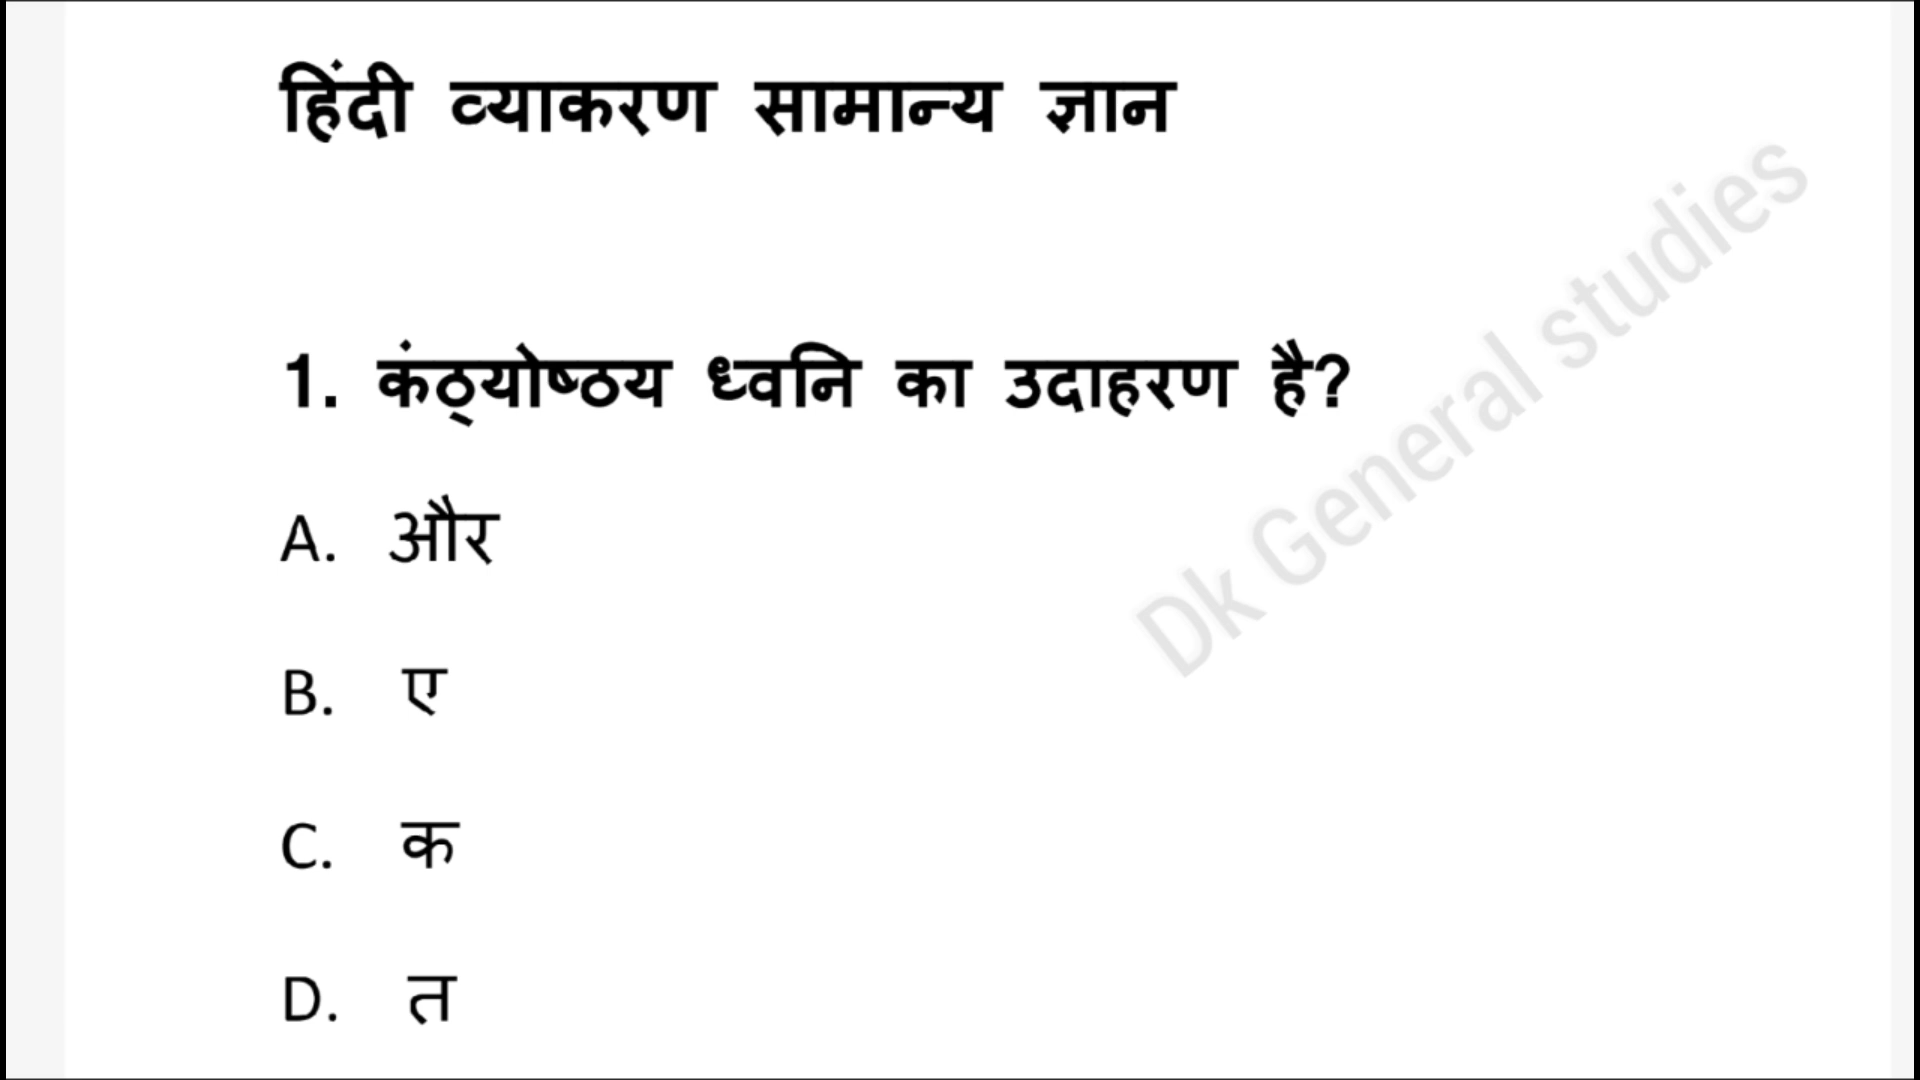 हिंदी व्याकरण सामान्य ज्ञान
1. कंठ्योष्ठय ध्वनि का उदाहरण है?
A. और
B. ए
C. क
D. त
Dk General studies